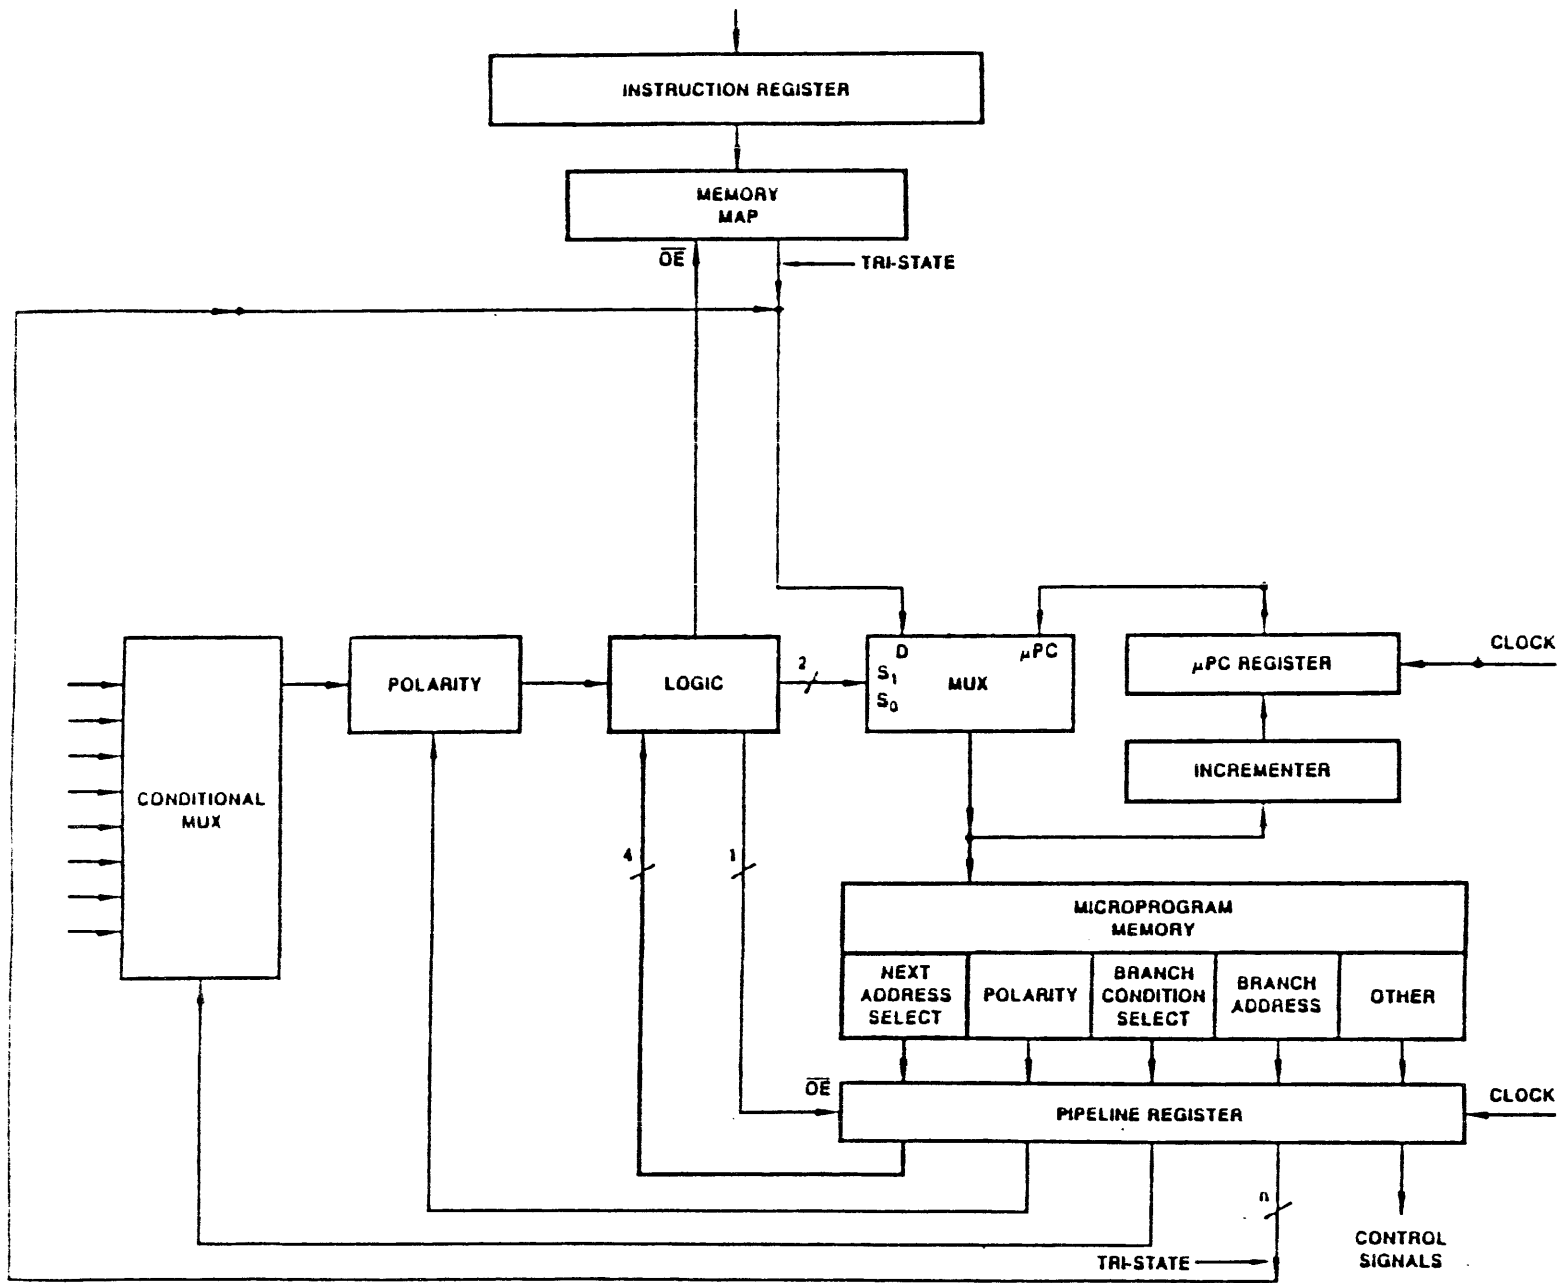 INSTRUCTION REGISTER
MEMORY
MAP
OE
TRI-STATE
CONDITIONAL
MUX
POLARITY
LOGIC
2
D
μPC
S1
S0
MUX
μPC REGISTER
CLOCK
INCREMENTER
4
1
MICROPROGRAM
MEMORY
NEXT
ADDRESS
SELECT
POLARITY
BRANCH
CONDITION
SELECT
BRANCH
ADDRESS
OTHER
OE
PIPELINE REGISTER
CLOCK
n
TRI-STATE
CONTROL
SIGNALS